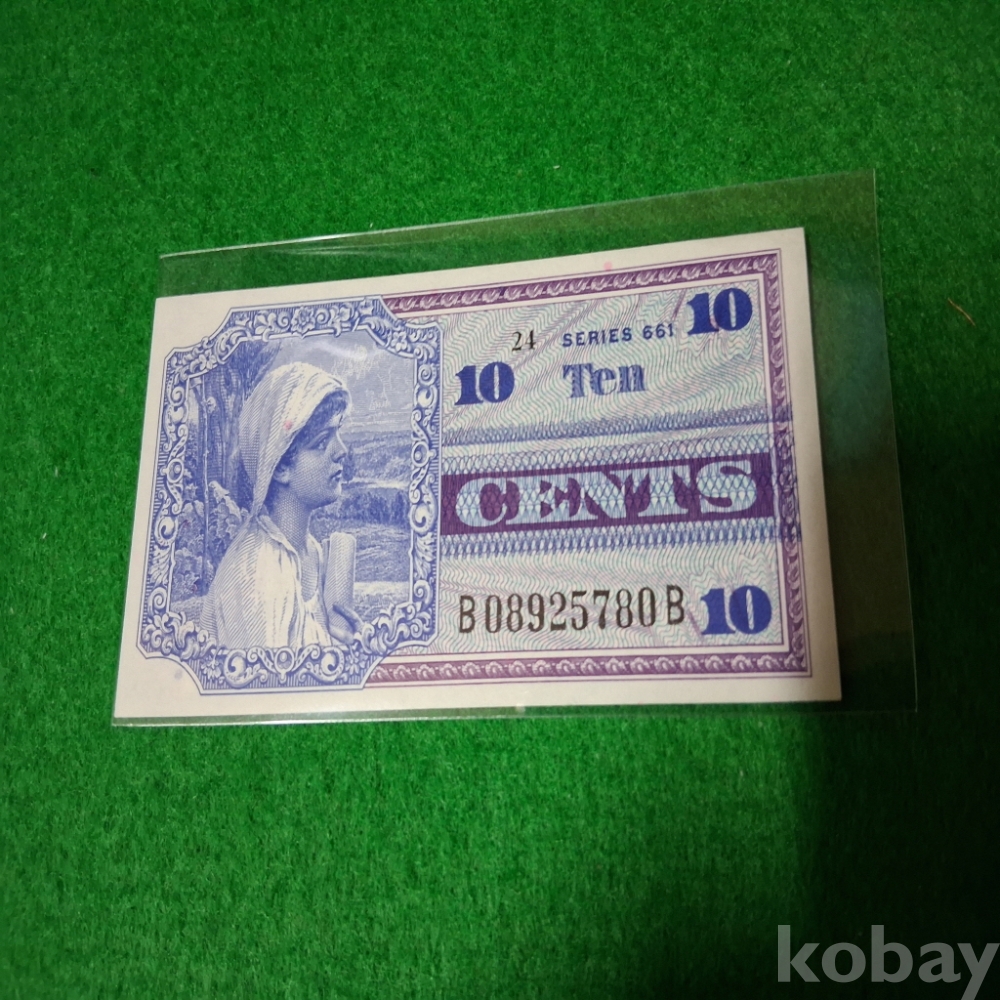 10
24 SERIES 661
10 Ten
CENTS
B08925780B 10
kobay